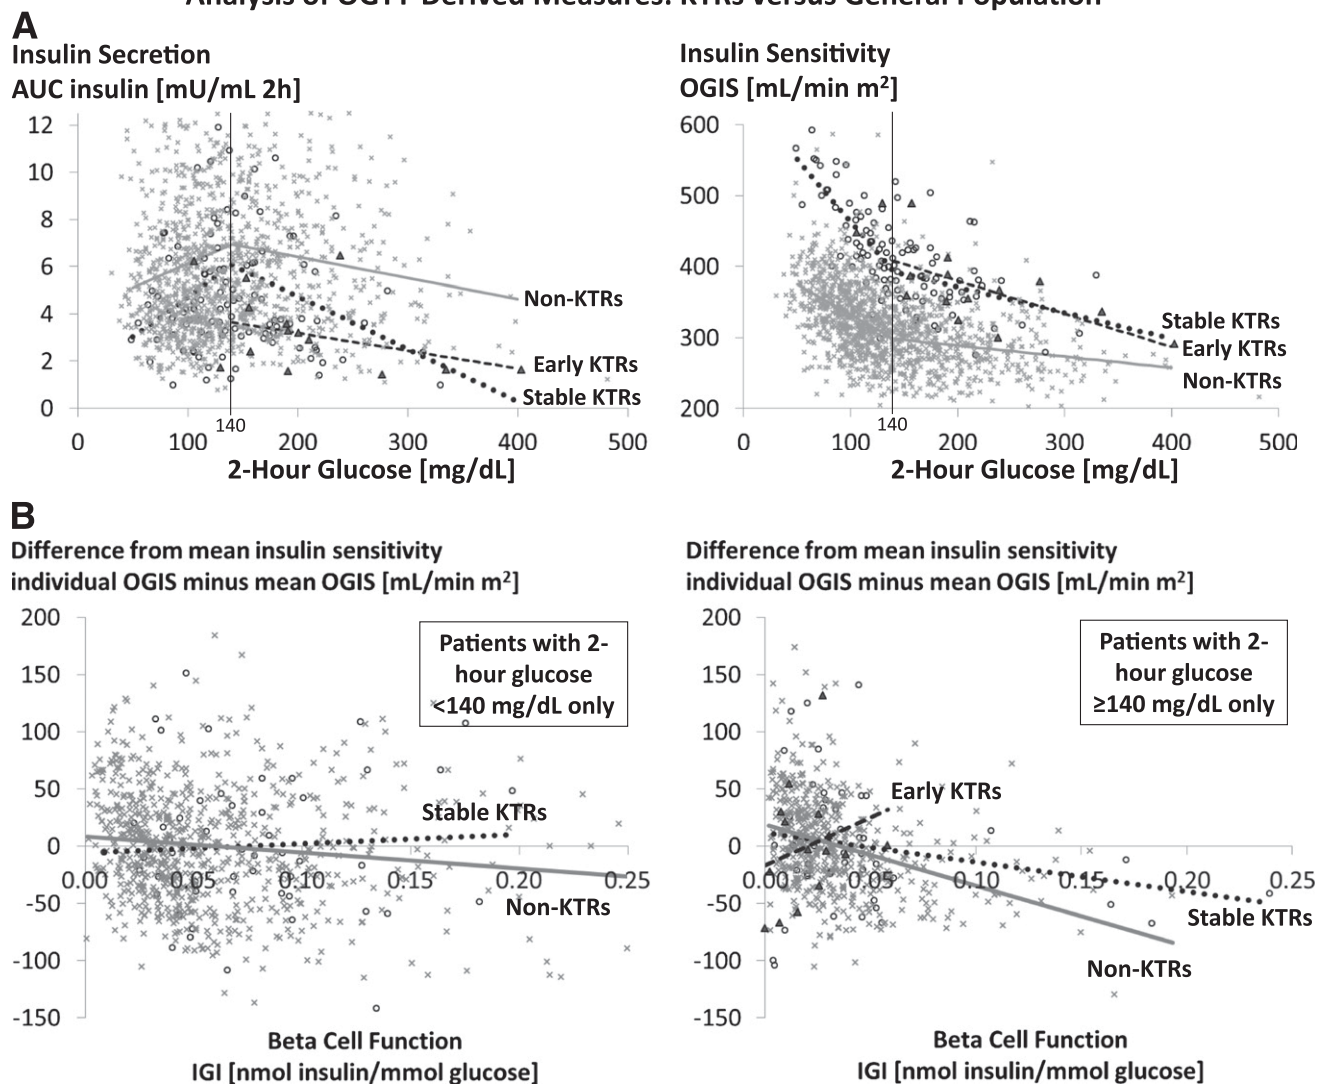 Analysis of OGTT-Derived Measures: KTRs versus General Population
A
Insulin Secretion
AUC insulin [mU/mL 2h]
12
10
8
6
4
2
0
0
100
140
200
300
400
500
Non-KTRs
Early KTRs
Stable KTRs
2-Hour Glucose [mg/dL]
Insulin Sensitivity
OGIS [mL/min m²]
600
500
400
300
200
0
100
140
200
300
400
500
Stable KTRs
Early KTRs
Non-KTRs
2-Hour Glucose [mg/dL]
B
Difference from mean insulin sensitivity
individual OGIS minus mean OGIS [mL/min m²]
200
150
100
50
0
-50
-100
-150
Patients with 2-
hour glucose
<140 mg/dL only
Stable KTRs
0.00
0.05
0.10
0.15
0.20
0.25
Non-KTRs
Beta Cell Function
IGI [nmol insulin/mmol glucose]
Difference from mean insulin sensitivity
individual OGIS minus mean OGIS [mL/min m²]
200
150
100
50
0
-50
-100
-150
Patients with 2-
hour glucose
≥140 mg/dL only
Early KTRs
0.00
0.05
0.10
0.15
0.20
0.25
Stable KTRs
Non-KTRs
Beta Cell Function
IGI [nmol insulin/mmol glucose]